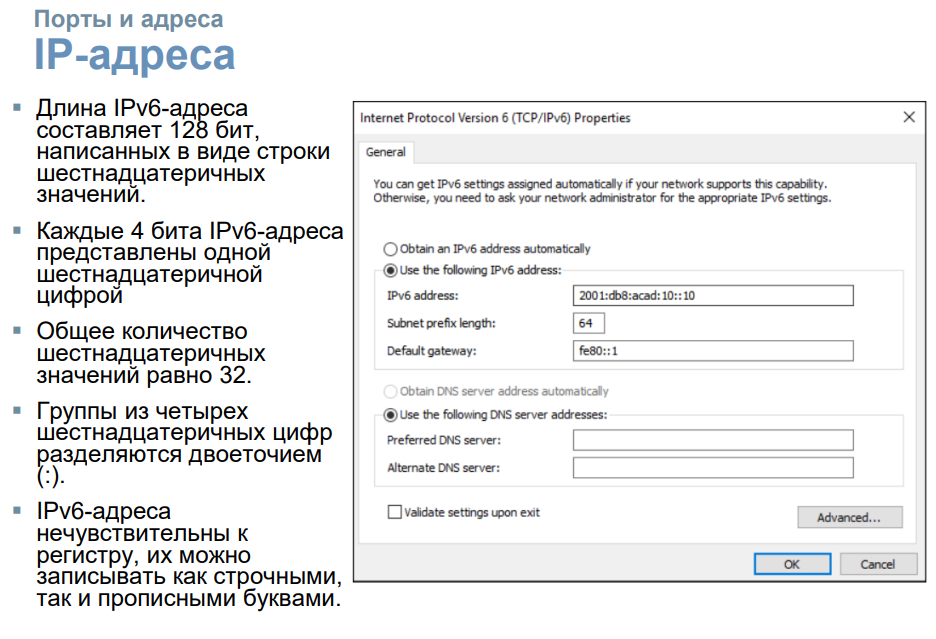 Порты и адреса
IP-адреса
▪ Длина IPv6-адреса
составляет 128 бит,
написанных в виде строки
шестнадцатеричных
значений.
▪ Каждые 4 бита IPv6-адреса
представлены одной
шестнадцатеричной
цифрой
▪ Общее количество
шестнадцатеричных
значений равно 32.
▪ Группы из четырех
шестнадцатеричных цифр
разделяются двоеточием
(:).
▪ IPv6-адреса
нечувствительны к
регистру, их можно
записывать как строчными,
так и прописными буквами.
Internet Protocol Version 6 (TCP/IPv6) Properties
General
You can get IPv6 settings assigned automatically if your network supports this capability.
Otherwise, you need to ask your network administrator for the appropriate IPv6 settings.
Obtain an IPv6 address automatically
Use the following IPv6 address:
IPv6 address: 2001:db8:acad:10::10
Subnet prefix length: 64
Default gateway: fe80::1
Obtain DNS server address automatically
Use the following DNS server addresses:
Preferred DNS server:
Alternate DNS server:
Validate settings upon exit
Advanced...
OK Cancel